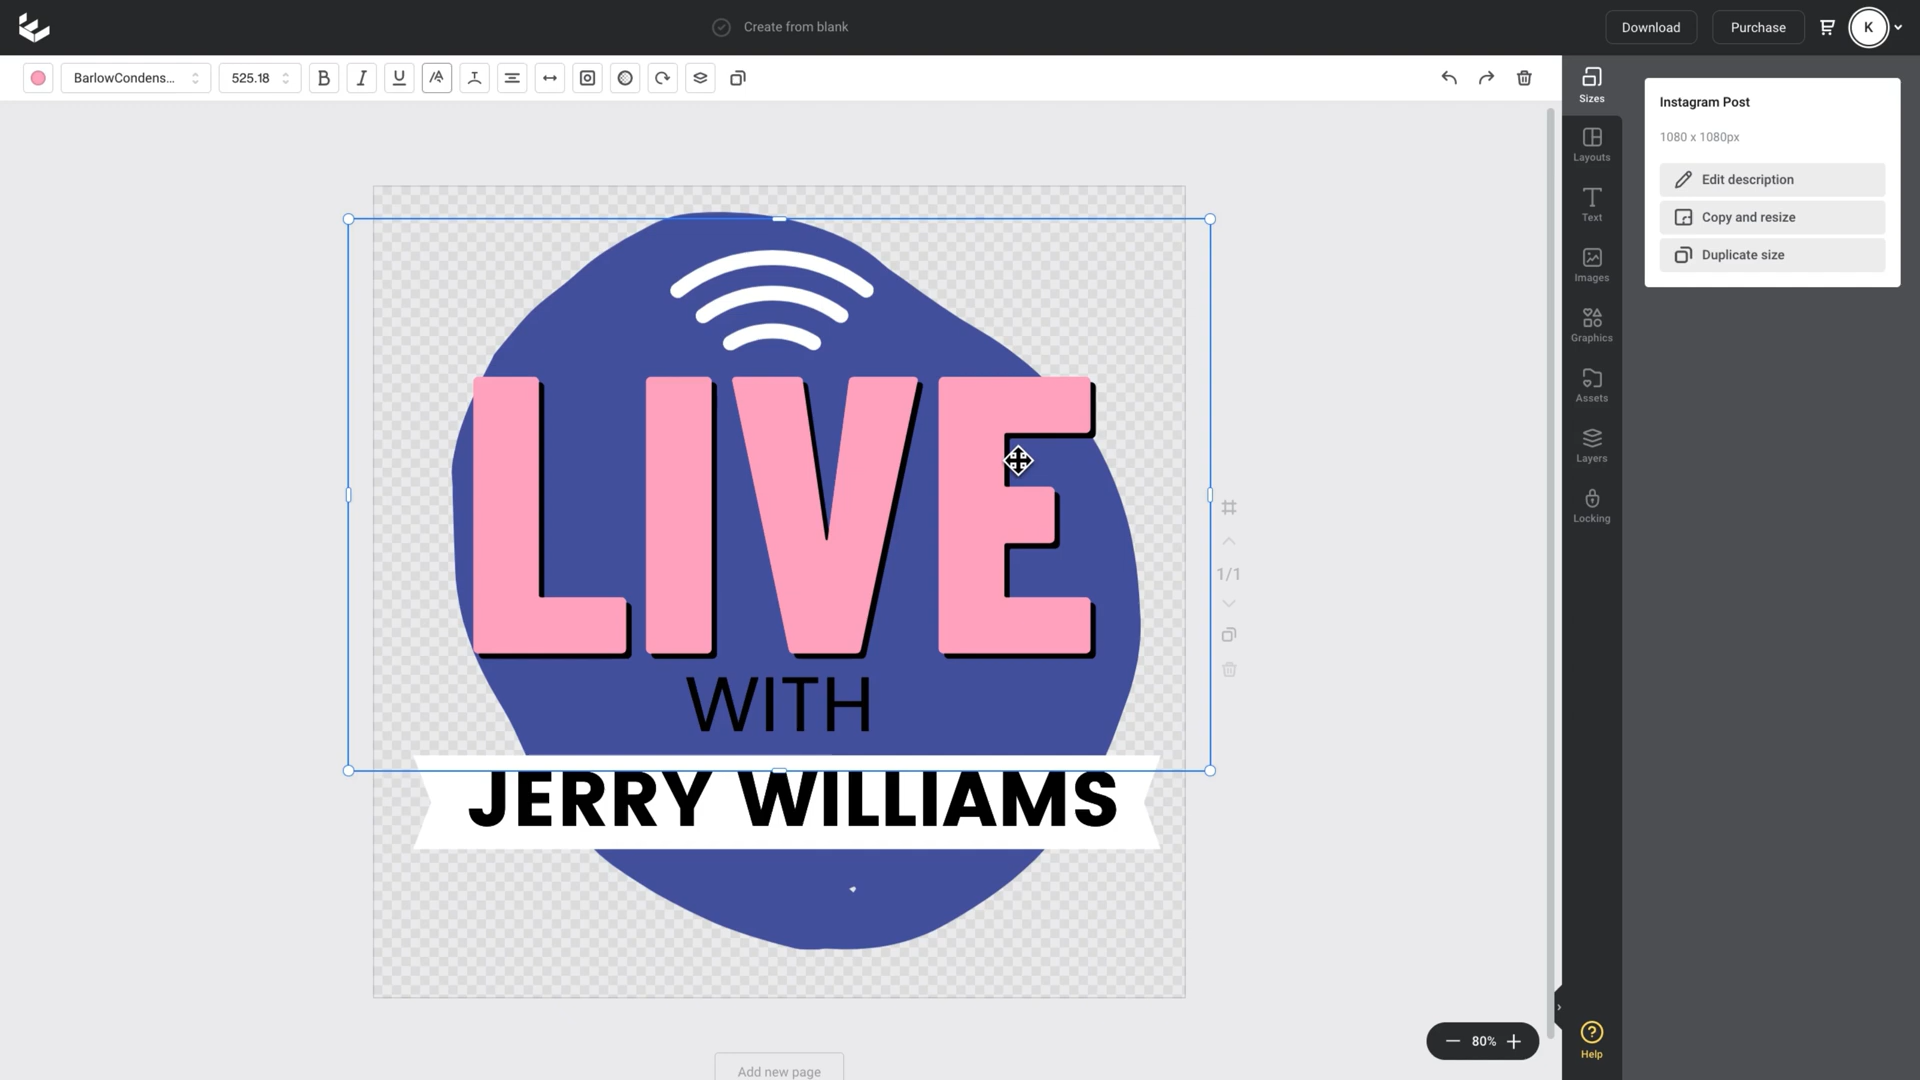 Create from blank
Download
Purchase
K
BarlowCondens...
525.18
B
I
U
Sizes
Layouts
Text
Images
Graphics
Assets
Layers
Locking
Help
Instagram Post
1080 x 1080px
Edit description
Copy and resize
Duplicate size
LIVE
WITH
JERRY WILLIAMS
1/1
Add new page
80%